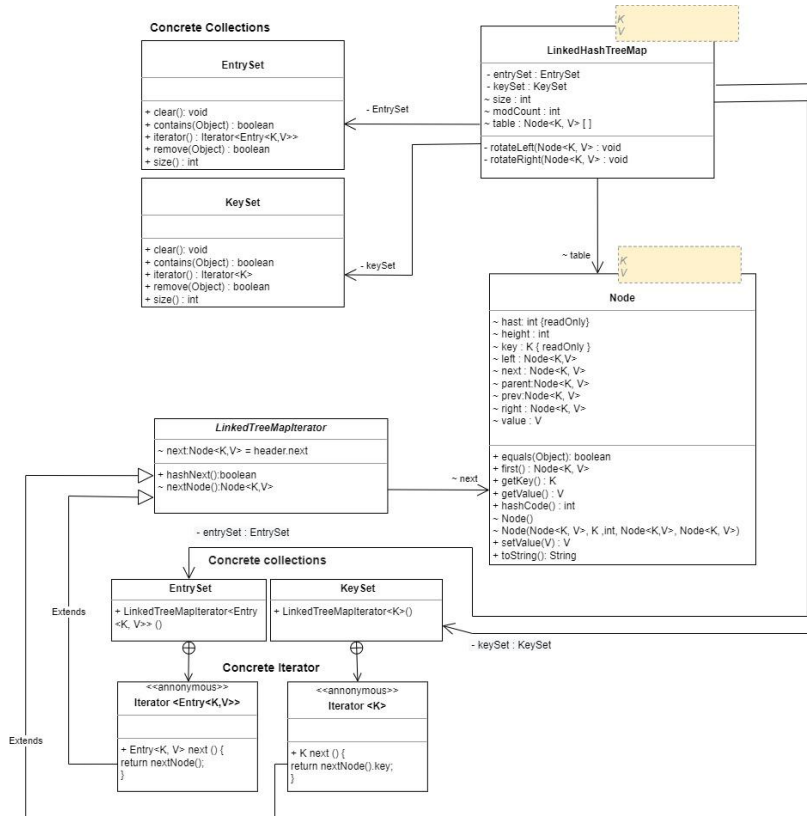 Concrete Collections
EntrySet
+ clear(): void
+ contains(Object) : boolean
+ iterator() : Iterator<Entry<K,V>>
+ remove(Object) : boolean
+ size() : int
KeySet
+ clear(): void
+ contains(Object) : boolean
+ iterator() : Iterator<K>
+ remove(Object) : boolean
+ size() : int
- EntrySet
- keySet
K
V
LinkedHashTreeMap
- entrySet : EntrySet
- keySet : KeySet
~ size : int
~ modCount : int
~ table : Node<K, V> [ ]
- rotateLeft(Node<K, V> : void
- rotateRight(Node<K, V> : void
~ table
K
V
Node
~ hast: int {readOnly}
~ height : int
~ key : K { readOnly }
~ left : Node<K,V>
~ next : Node<K, V>
~ parent:Node<K, V>
~ prev:Node<K, V>
~ right : Node<K, V>
~ value : V
+ equals(Object): boolean
+ first() : Node<K, V>
+ getKey() : K
+ getValue() : V
+ hashCode() : int
~ Node()
~ Node(Node<K, V>, K ,int, Node<K,V>, Node<K, V>)
+ setValue(V) : V
+ toString(): String
LinkedTreeMapIterator
~ next:Node<K,V> = header.next
+ hashNext():boolean
~ nextNode():Node<K,V>
~ next
- entrySet : EntrySet
Concrete collections
EntrySet
+ LinkedTreeMapIterator<Entry
<K, V>> ()
KeySet
+ LinkedTreeMapIterator<K>()
- keySet : KeySet
Extends
Concrete Iterator
<<annonymous>>
Iterator <Entry<K,V>>
+ Entry<K, V> next () {
return nextNode();
}
<<annonymous>>
Iterator <K>
+ K next () {
return nextNode().key;
}
Extends